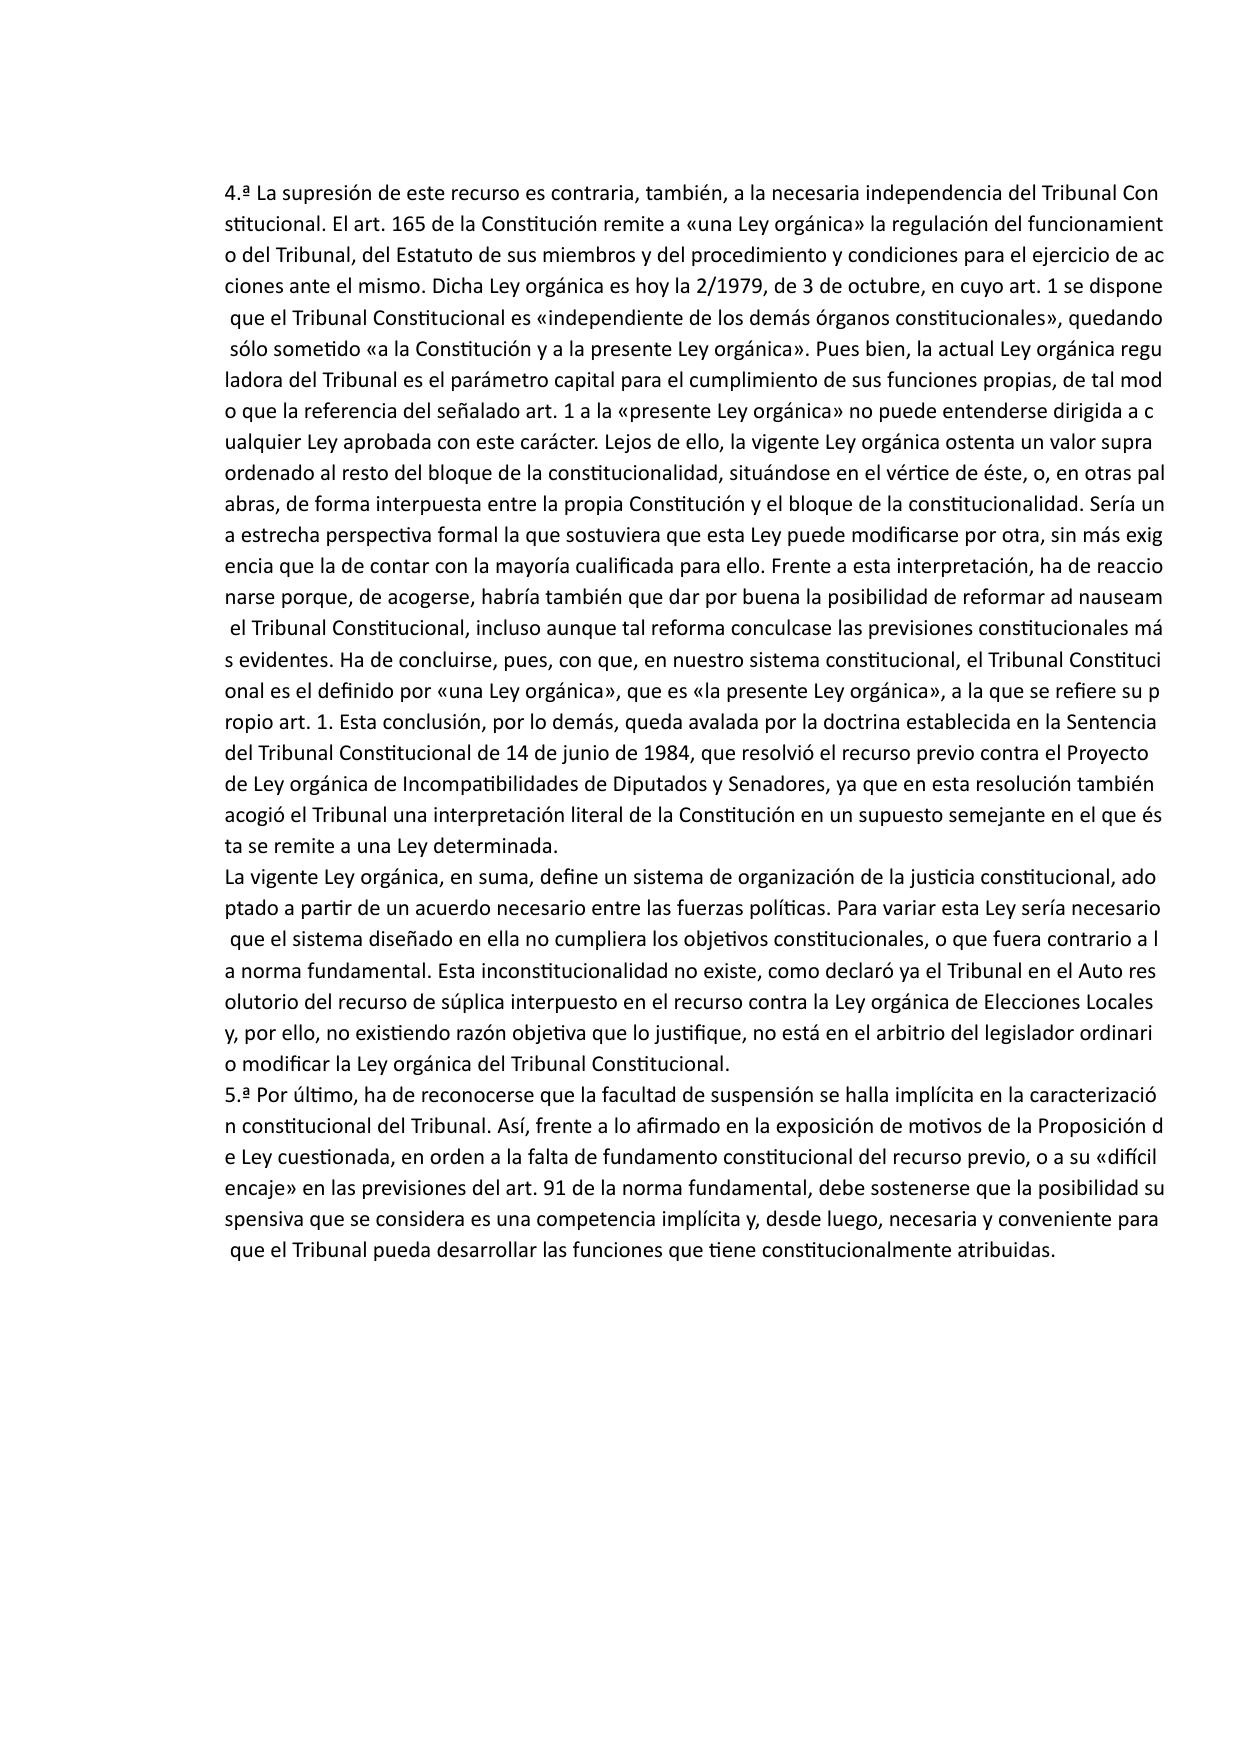 4.ª La supresión de este recurso es contraria, también, a la necesaria independencia del Tribunal Con
stitucional. El art. 165 de la Constitución remite a «una Ley orgánica» la regulación del funcionamient
o del Tribunal, del Estatuto de sus miembros y del procedimiento y condiciones para el ejercicio de ac
ciones ante el mismo. Dicha Ley orgánica es hoy la 2/1979, de 3 de octubre, en cuyo art. 1 se dispone
que el Tribunal Constitucional es «independiente de los demás órganos constitucionales», quedando
sólo sometido «a la Constitución y a la presente Ley orgánica». Pues bien, la actual Ley orgánica regu
ladora del Tribunal es el parámetro capital para el cumplimiento de sus funciones propias, de tal mod
o que la referencia del señalado art. 1 a la «presente Ley orgánica» no puede entenderse dirigida a c
ualquier Ley aprobada con este carácter. Lejos de ello, la vigente Ley orgánica ostenta un valor supra
ordenado al resto del bloque de la constitucionalidad, situándose en el vértice de éste, o, en otras pal
abras, de forma interpuesta entre la propia Constitución y el bloque de la constitucionalidad. Sería un
a estrecha perspectiva formal la que sostuviera que esta Ley puede modificarse por otra, sin más exig
encia que la de contar con la mayoría cualificada para ello. Frente a esta interpretación, ha de reaccio
narse porque, de acogerse, habría también que dar por buena la posibilidad de reformar ad nauseam
el Tribunal Constitucional, incluso aunque tal reforma conculcase las previsiones constitucionales má
s evidentes. Ha de concluirse, pues, con que, en nuestro sistema constitucional, el Tribunal Constituci
onal es el definido por «una Ley orgánica», que es «la presente Ley orgánica», a la que se refiere su p
ropio art. 1. Esta conclusión, por lo demás, queda avalada por la doctrina establecida en la Sentencia
del Tribunal Constitucional de 14 de junio de 1984, que resolvió el recurso previo contra el Proyecto
de Ley orgánica de Incompatibilidades de Diputados y Senadores, ya que en esta resolución también
acogió el Tribunal una interpretación literal de la Constitución en un supuesto semejante en el que és
ta se remite a una Ley determinada.
La vigente Ley orgánica, en suma, define un sistema de organización de la justicia constitucional, ado
ptado a partir de un acuerdo necesario entre las fuerzas políticas. Para variar esta Ley sería necesario
que el sistema diseñado en ella no cumpliera los objetivos constitucionales, o que fuera contrario a l
a norma fundamental. Esta inconstitucionalidad no existe, como declaró ya el Tribunal en el Auto res
olutorio del recurso de súplica interpuesto en el recurso contra la Ley orgánica de Elecciones Locales
y, por ello, no existiendo razón objetiva que lo justifique, no está en el arbitrio del legislador ordinari
o modificar la Ley orgánica del Tribunal Constitucional.
5.ª Por último, ha de reconocerse que la facultad de suspensión se halla implícita en la caracterizació
n constitucional del Tribunal. Así, frente a lo afirmado en la exposición de motivos de la Proposición d
e Ley cuestionada, en orden a la falta de fundamento constitucional del recurso previo, o a su «difícil
encaje» en las previsiones del art. 91 de la norma fundamental, debe sostenerse que la posibilidad su
spensiva que se considera es una competencia implícita y, desde luego, necesaria y conveniente para
que el Tribunal pueda desarrollar las funciones que tiene constitucionalmente atribuidas.